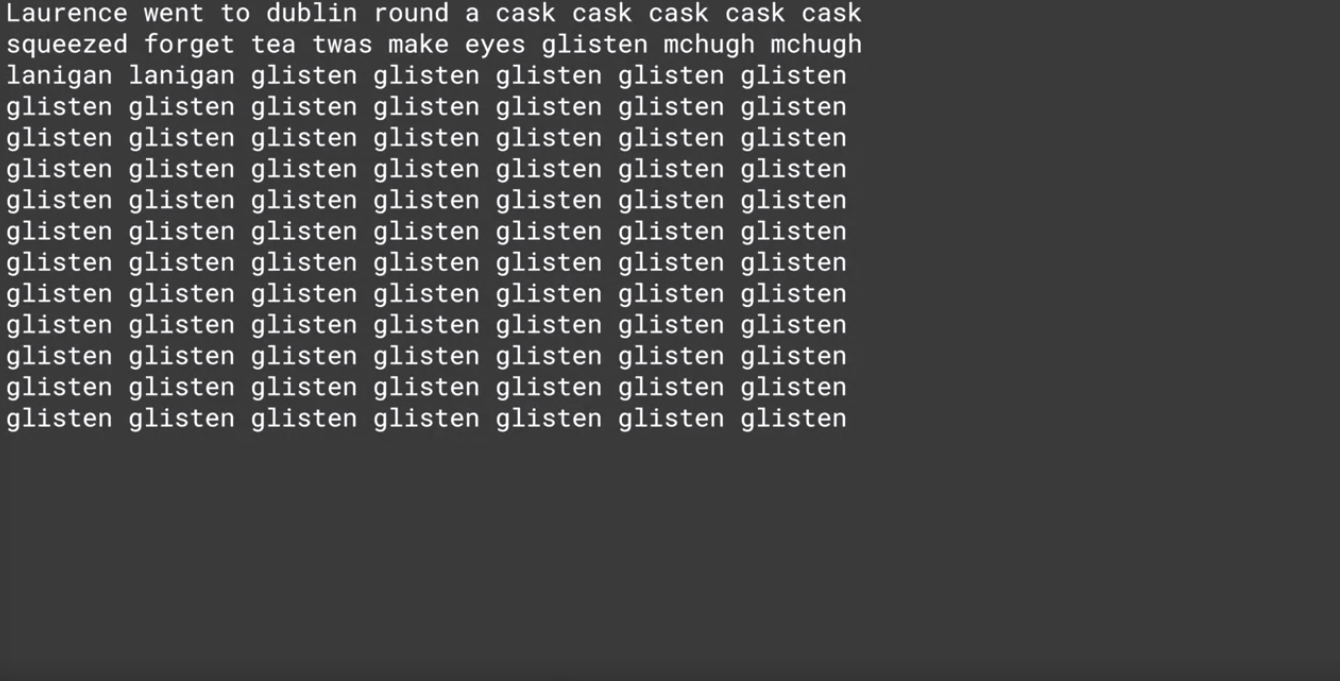 Laurence went to dublin round a cask cask cask cask cask
squeezed forget tea twas make eyes glisten mchugh mchugh
lanigan lanigan glisten glisten glisten glisten glisten
glisten glisten glisten glisten glisten glisten glisten
glisten glisten glisten glisten glisten glisten glisten
glisten glisten glisten glisten glisten glisten glisten
glisten glisten glisten glisten glisten glisten glisten
glisten glisten glisten glisten glisten glisten glisten
glisten glisten glisten glisten glisten glisten glisten
glisten glisten glisten glisten glisten glisten glisten
glisten glisten glisten glisten glisten glisten glisten
glisten glisten glisten glisten glisten glisten glisten
glisten glisten glisten glisten glisten glisten glisten
glisten glisten glisten glisten glisten glisten glisten